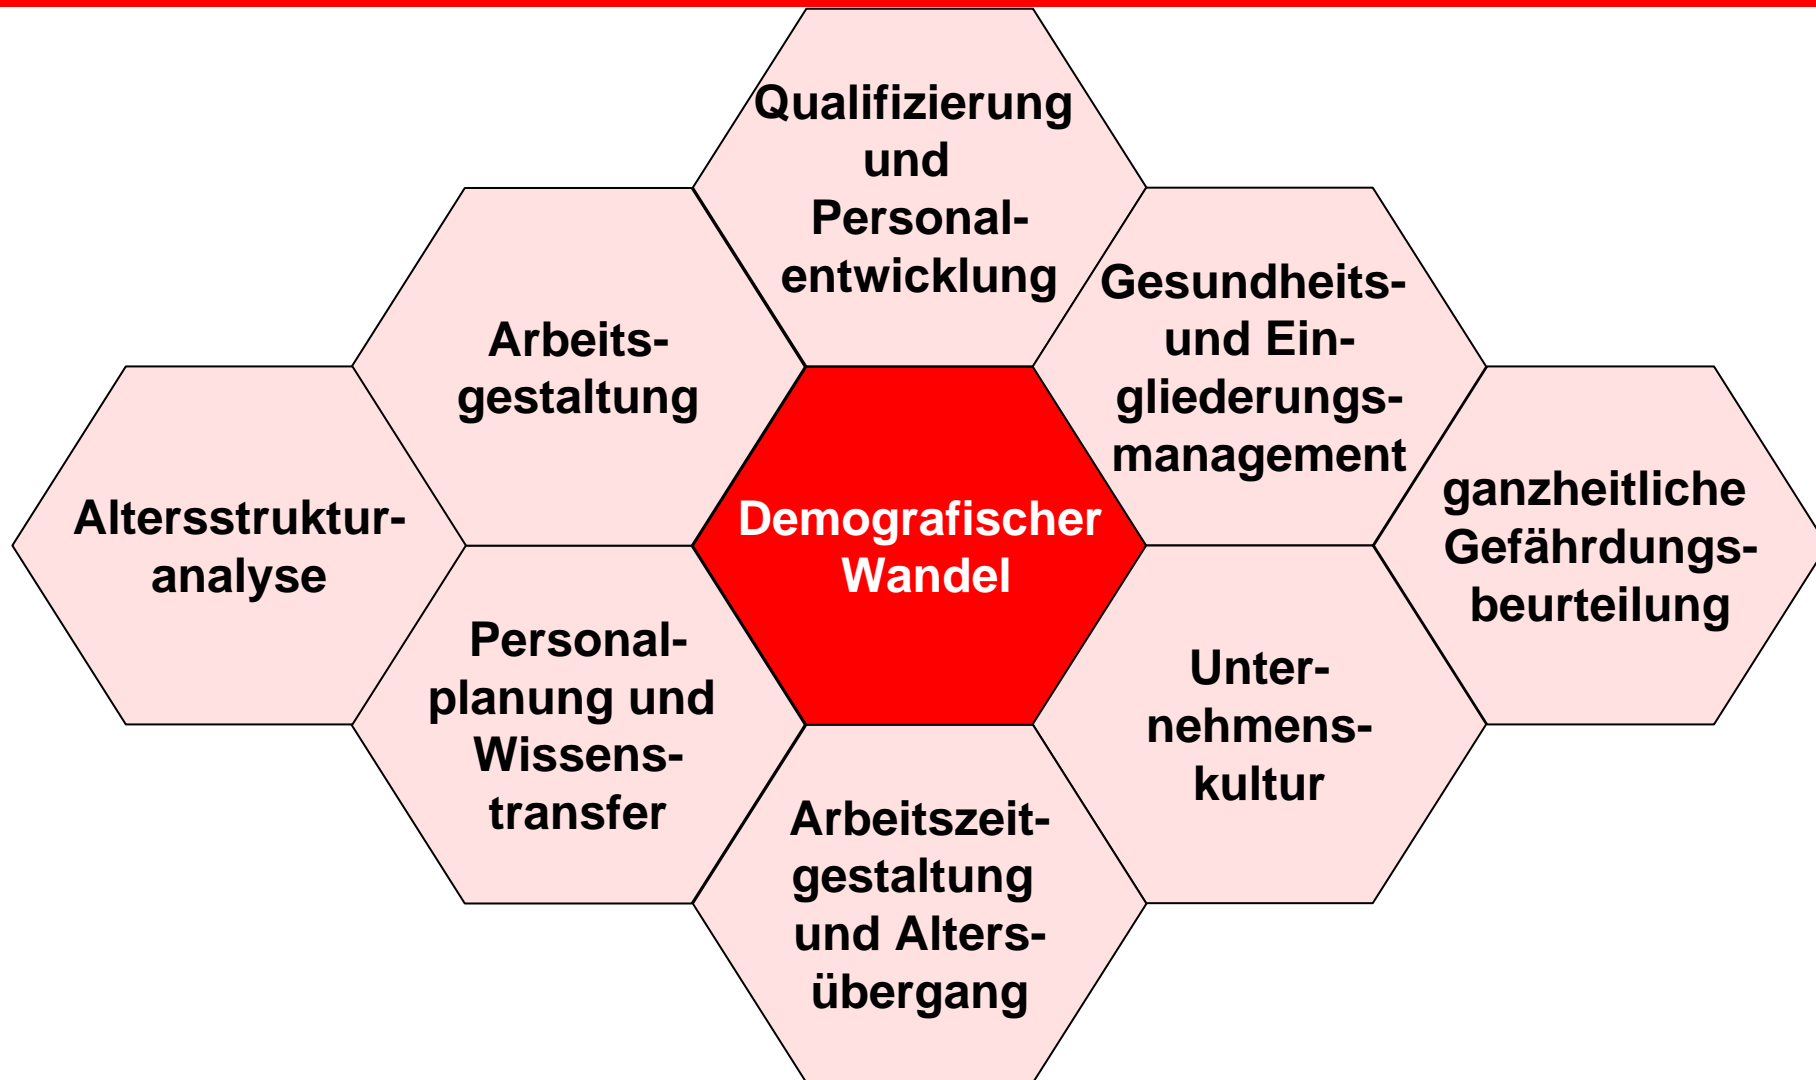 Qualifizierung
und
Personal-
entwicklung
Gesundheits-
und Ein-
gliederungs-
management
Arbeits-
gestaltung
ganzheitliche
Gefährdungs-
beurteilung
Altersstruktur-
analyse
Demografischer
Wandel
Personal-
planung und
Wissens-
transfer
Unter-
nehmens-
kultur
Arbeitszeit-
gestaltung
und Alters-
übergang